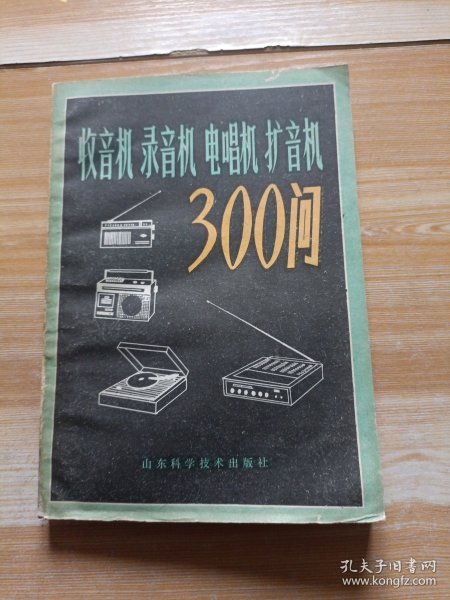 收音机 录音机 电唱机 扩音机
300问
山东科学技术出版社
孔夫子旧书网
www.kongfz.com